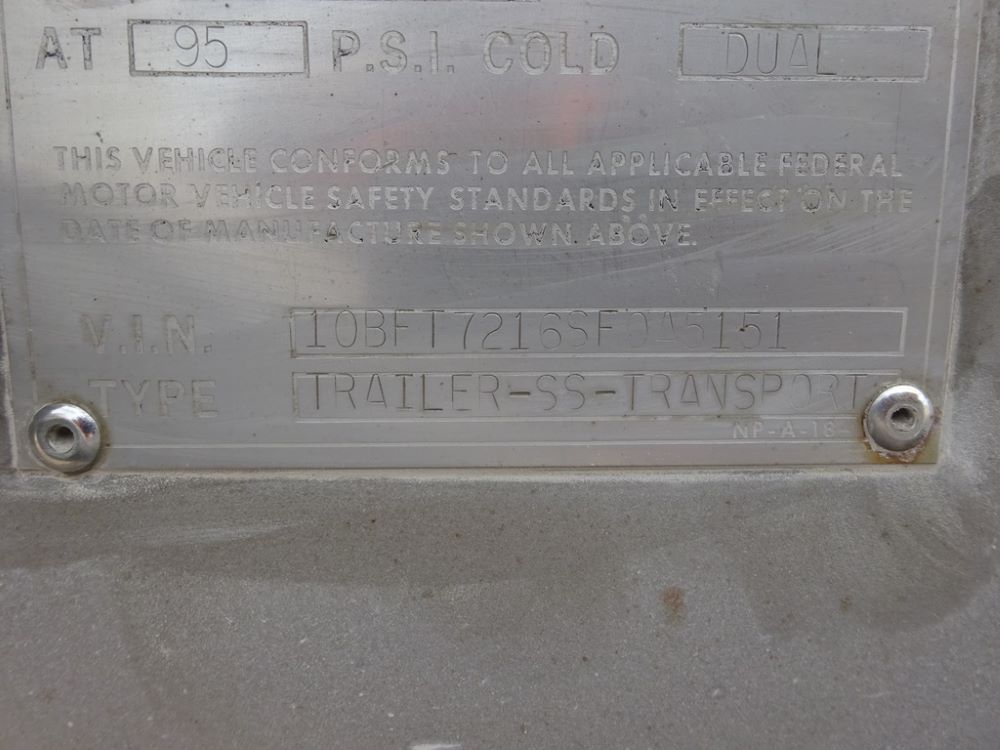 AT 95 P.S.I. COLD DUAL
THIS VEHICLE CONFORMS TO ALL APPLICABLE FEDERAL
MOTOR VEHICLE SAFETY STANDARDS IN EFFECT ON THE
DATE OF MANUFACTURE SHOWN ABOVE.
V.I.N. 10BFT7216SF0A5151
TYPE TRAILER-SS-TRANSPORT
NP-A-16